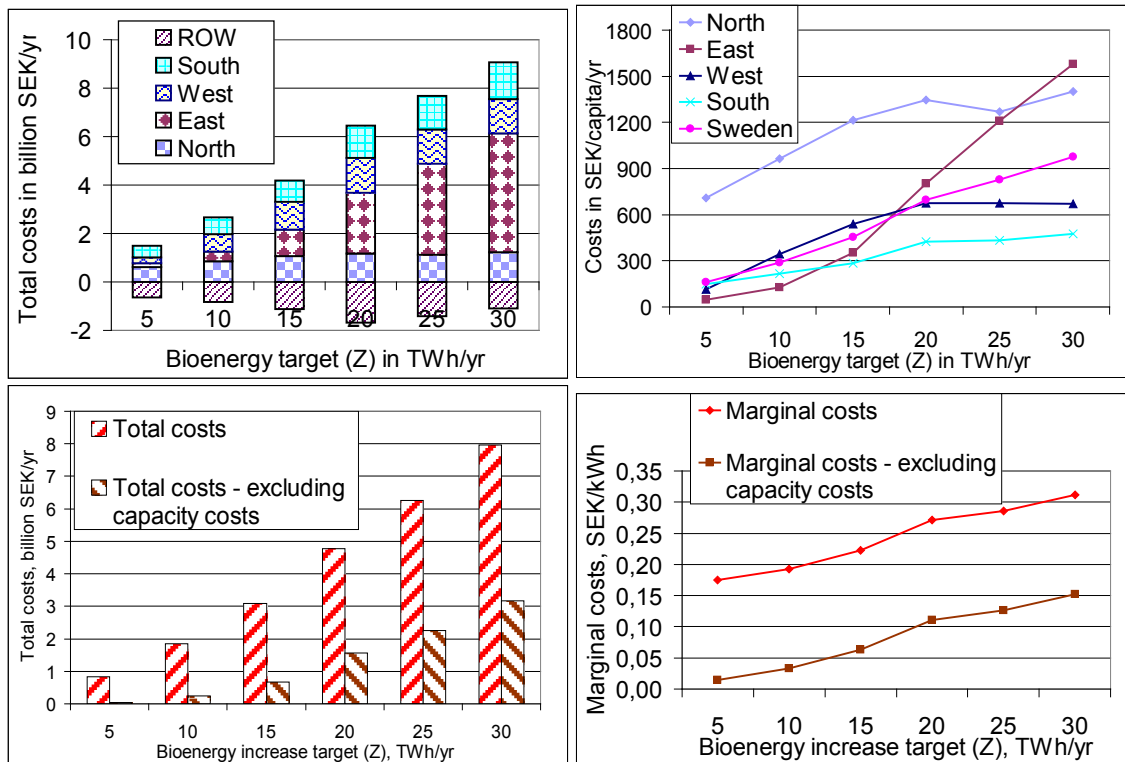 Total costs in billion SEK/yr
10
8
6
4
2
0
-2
ROW
South
West
East
North
5 10 15 20 25 30
Bioenergy target (Z) in TWh/yr
Costs in SEK/capita/yr
1800
1500
1200
900
600
300
0
North
East
West
South
Sweden
5 10 15 20 25 30
Bioenergy target (Z) in TWh/yr
Total costs, billion SEK/yr
9
8
7
6
5
4
3
2
1
0
Total costs
Total costs - excluding
capacity costs
5 10 15 20 25 30
Bioenergy increase target (Z), TWh/yr
Marginal costs, SEK/kWh
Marginal costs
Marginal costs - excluding
capacity costs
0,35
0,30
0,25
0,20
0,15
0,10
0,05
0,00
5 10 15 20 25 30
Bioenergy increase target (Z), TWh/yr